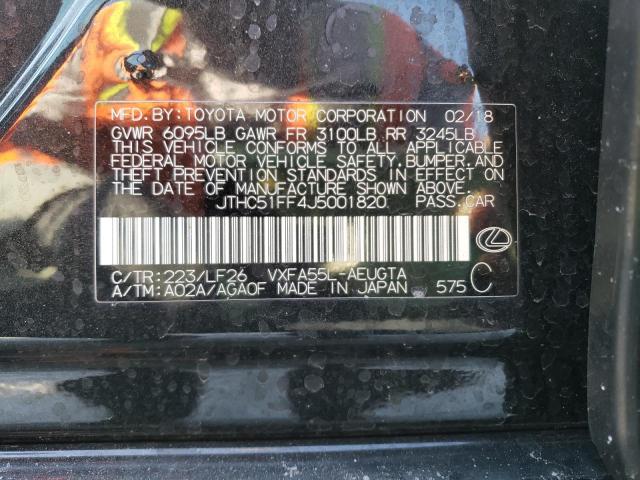 MFD. BY: TOYOTA MOTOR CORPORATION 02/18
GVWR 6095LB GAWR FR 3100LB RR 3245LB
THIS VEHICLE CONFORMS TO ALL APPLICABLE
FEDERAL MOTOR VEHICLE SAFETY, BUMPER, AND
THEFT PREVENTION STANDARDS IN EFFECT ON
THE DATE OF MANUFACTURE SHOWN ABOVE.
JTHC51FF4J5001820 PASS. CAR
C/TR: 223/LF26 VXFA55L-AEUGTA
A/TM: A02A/AGA0F MADE IN JAPAN 575 C